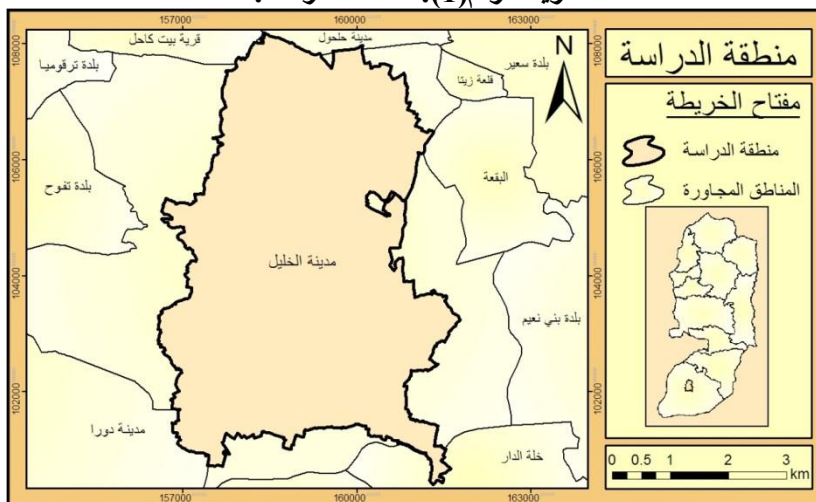 157000 160000 163000
قرية بيت كاحل
مدينة حلحول
بلدة سعير
N
قلعة زيتا
بلدة ترقوميا
البقعة
بلدة تفوح
مدينة الخليل
بلدة بني نعيم
مدينة دورا
خلة الدار
108000
106000
104000
102000
108000
106000
104000
102000
157000 160000 163000
منطقة الدراسة
مفتاح الخريطة
منطقة الدراسة
المناطق المجاورة
0 0.5 1 2 3
km